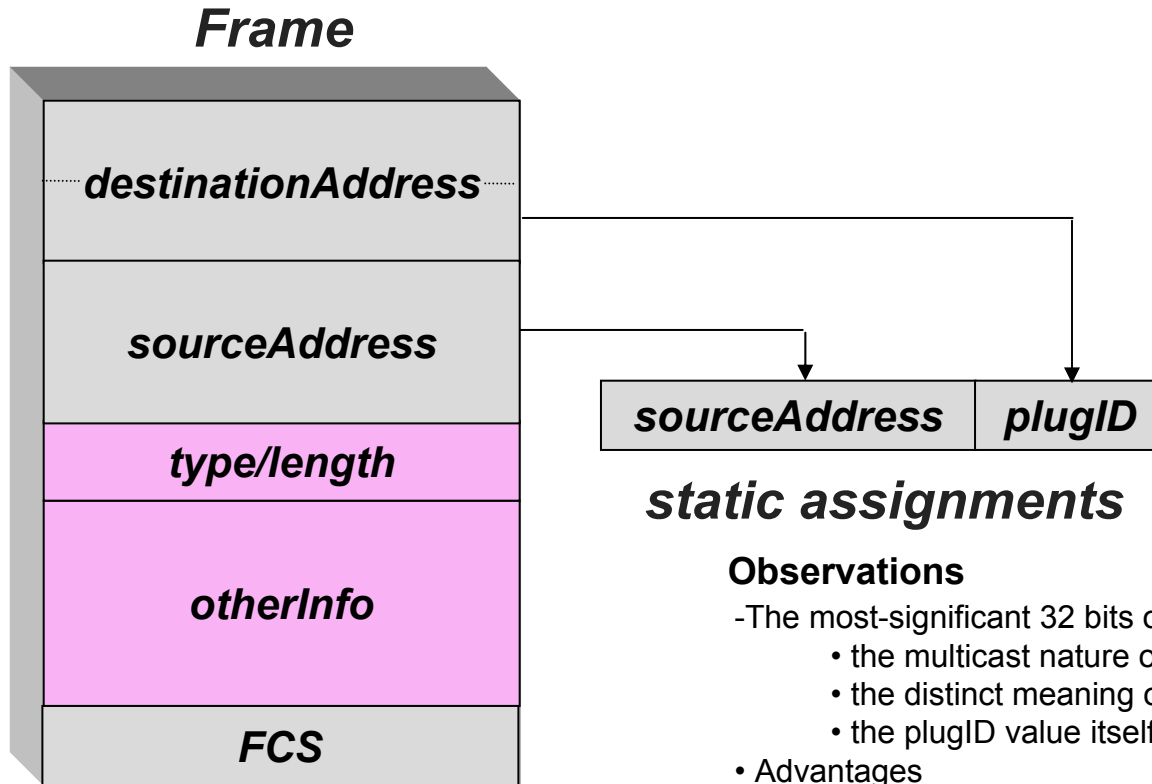 Frame
destinationAddress
sourceAddress
type/length
otherInfo
FCS
sourceAddress plugID
static assignments
Observations
-The most-significant 32 bits
• the multicast nature
• the distinct meaning
• the plugID value itself
• Advantages